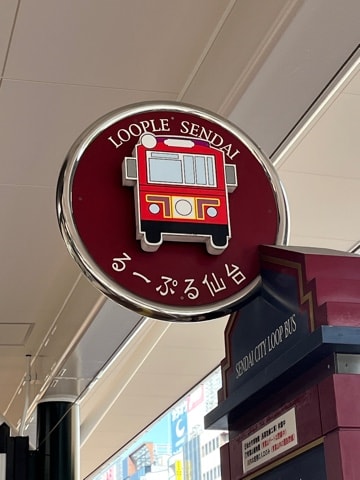 LOOPLE SENDAI
るーぷる仙台
SENDAI CITY LOOP BUS